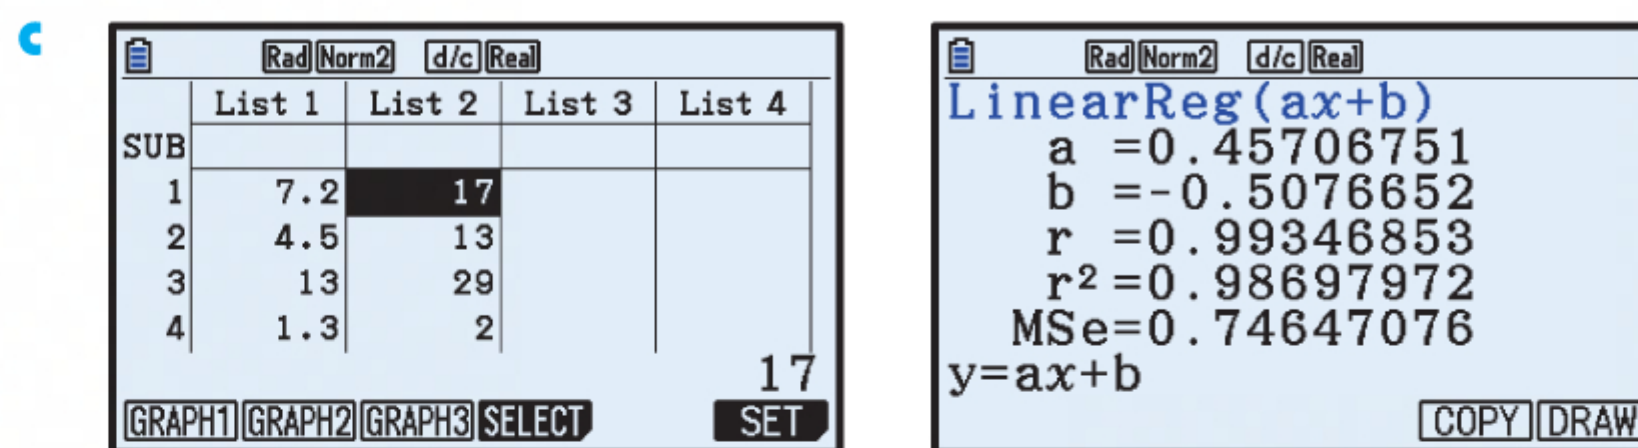 c
Rad Norm2 d/c Real
List 1 List 2 List 3 List 4
SUB
1 7.2 17
2 4.5 13
3 13 29
4 1.3 2
17
GRAPH1 GRAPH2 GRAPH3 SELECT SET
Rad Norm2 d/c Real
LinearReg(ax+b)
a =0.45706751
b =-0.5076652
r =0.99346853
r²=0.98697972
MSe=0.74647076
y=ax+b
COPY DRAW